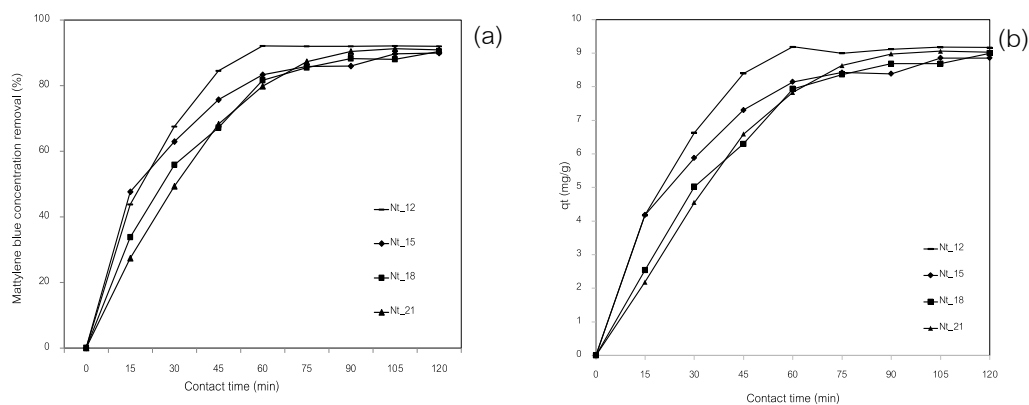 (a)
100
80
60
40
20
0
Mattylene blue concentration removal (%)
Nt_12
Nt_15
Nt_18
Nt_21
0 15 30 45 60 75 90 105 120
Contact time (min)
(b)
10
9
8
7
6
5
4
3
2
1
0
qt (mg/g)
Nt_12
Nt_15
Nt_18
Nt_21
0 15 30 45 60 75 90 105 120
Contact time (min)